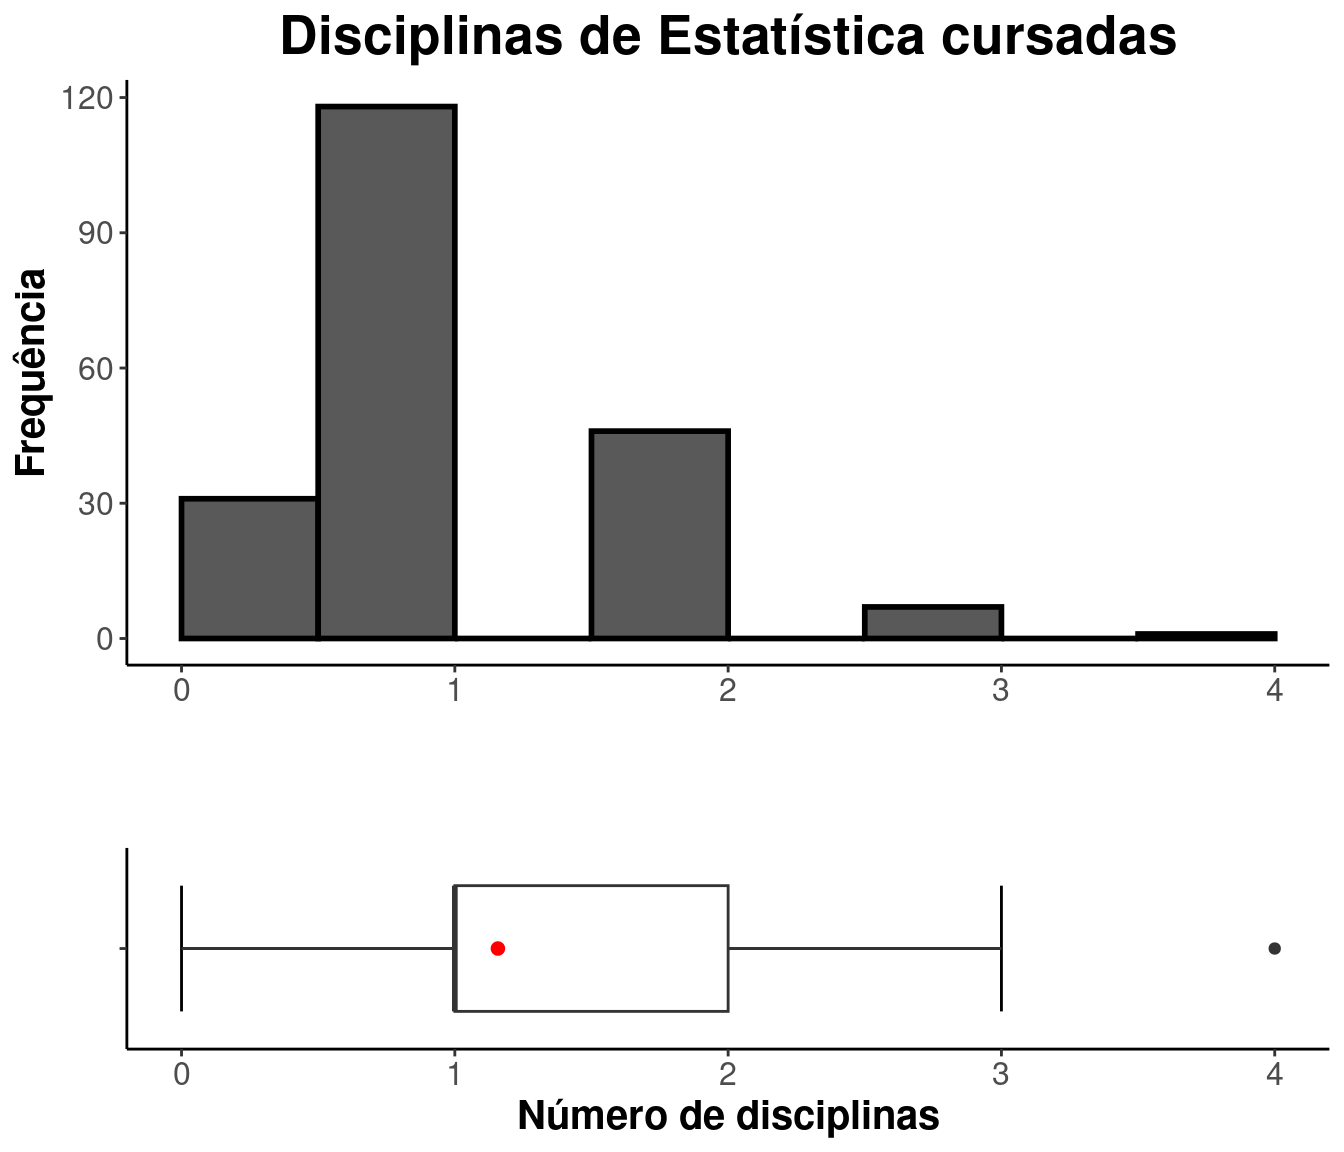 Disciplinas de Estatística cursadas
Frequência
120
90
60
30
0
0 1 2 3 4
0 1 2 3 4
Número de disciplinas